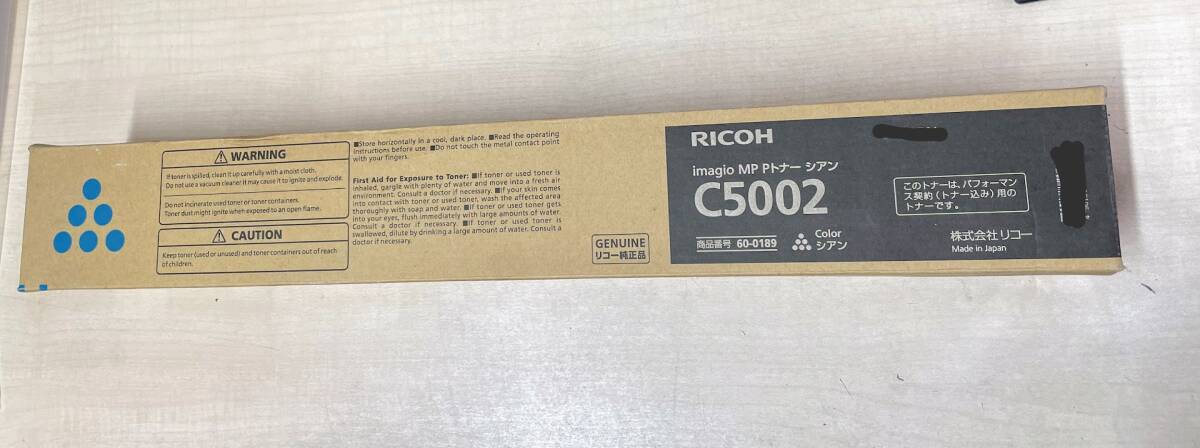 WARNING
If toner is spilled, clean it up carefully with a moist cloth.
Do not use a vacuum cleaner it may cause it to ignite and explode.
Do not incinerate used toner or toner containers.
Toner dust might ignite when exposed to an open flame.
CAUTION
Keep toner (used or unused) and toner containers out of reach
of children.
■Store horizontally in a cool, dark place. ■Read the operating
instructions before use. ■Do not touch the metal contact point
with your fingers.
First Aid for Exposure to Toner: ■If toner or used toner is
inhaled, gargle with plenty of water and move into a fresh air
environment. Consult a doctor if necessary. ■If your skin comes
into contact with toner or used toner, wash the affected area
thoroughly with soap and water. ■If toner or used toner gets
into your eyes, flush immediately with large amounts of water.
Consult a doctor if necessary. ■If toner or used toner is
swallowed, dilute by drinking a large amount of water. Consult a
doctor if necessary.
GENUINE
リコー純正品
RICOH
imagio MP Pトナー シアン
C5002
商品番号 60-0189
Color
シアン
このトナーは、パフォーマン
ス契約(トナー込み)用の
トナーです。
株式会社リコー
Made in Japan